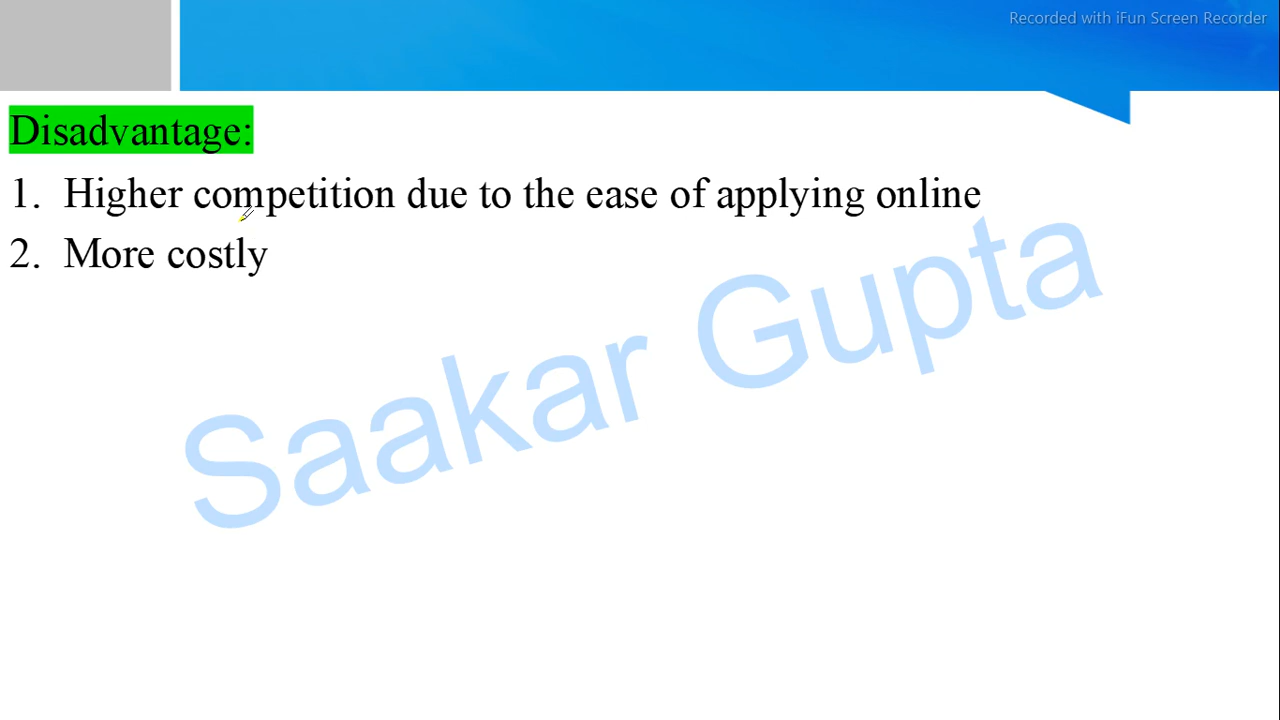 Recorded with iFun Screen Recorder
Disadvantage:
1. Higher competition due to the ease of applying online
2. More costly
Saakar Gupta